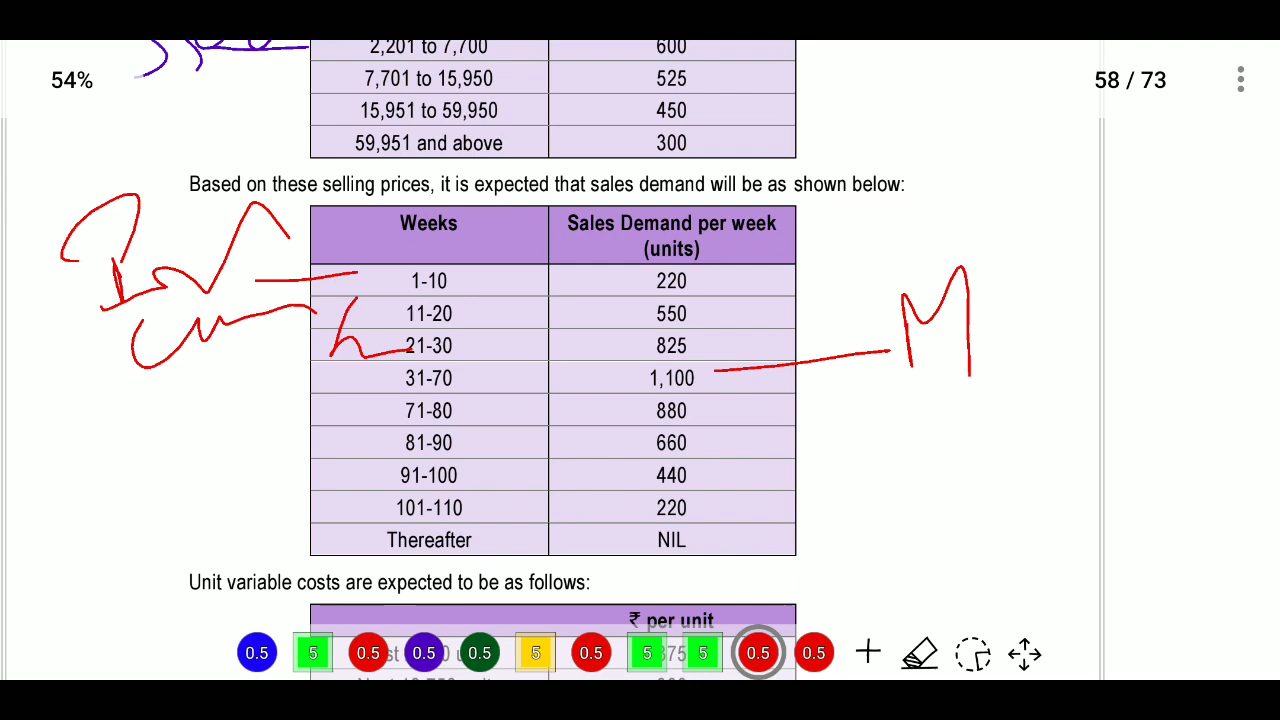 2,201 to 7,700 600
54% 7,701 to 15,950 525 58 / 73
15,951 to 59,950 450
59,951 and above 300
Based on these selling prices, it is expected that sales demand will be as shown below:
Weeks Sales Demand per week (units)
1-10 220
11-20 550
21-30 825
31-70 1,100
M
71-80 880
81-90 660
91-100 440
101-110 220
Thereafter NIL
Unit variable costs are expected to be as follows:
₹ per unit
0.5 5 0.5 0.5 0.5 5 0.5 5 5 0.5 0.5